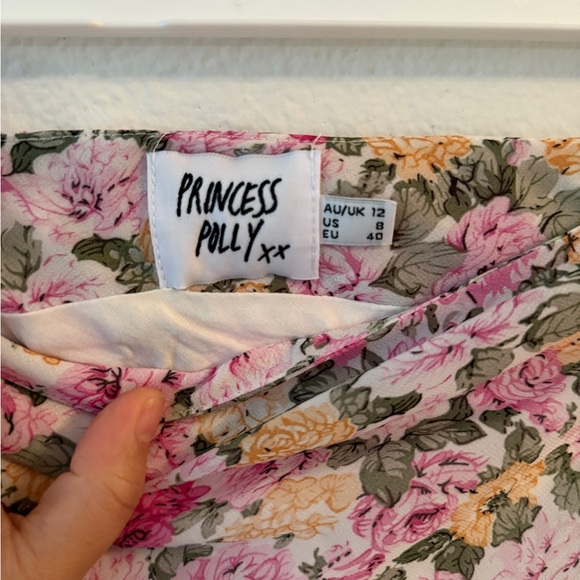 PRINCESS
POLLY xx
AU/UK 12
US 8
EU 40